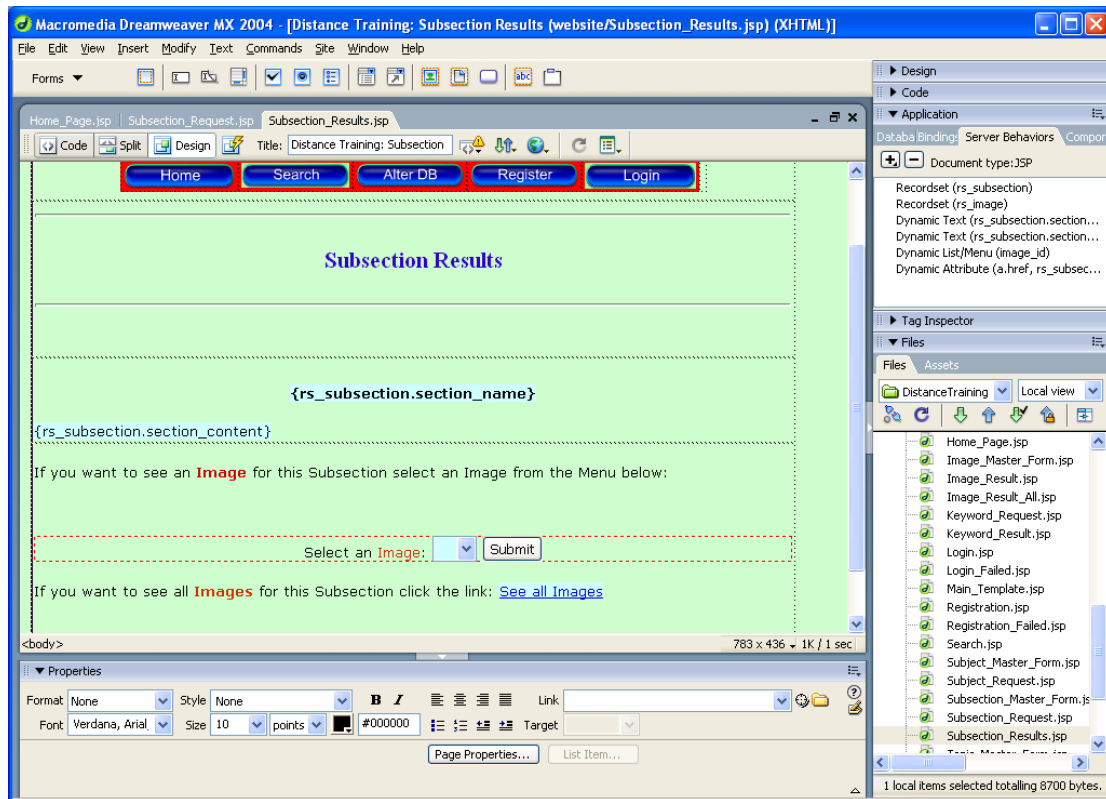 Macromedia Dreamweaver MX 2004 - [Distance Training: Subsection Results (website/Subsection_Results.jsp) (XHTML)]
File Edit View Insert Modify Text Commands Site Window Help
Forms
abc
Home_Page.jsp Subsection_Request.jsp Subsection_Results.jsp
Code Split Design Title: Distance Training: Subsection
Home Search Alter DB Register Login
Subsection Results
{rs_subsection.section_name}
{rs_subsection.section_content}
If you want to see an Image for this Subsection select an Image from the Menu below:
Select an Image: Submit
If you want to see all Images for this Subsection click the link: See all Images
<body> 783 x 436 1K / 1 sec
Properties
Format None Style None B I Link
Font Verdana, Arial, Size 10 points #000000 Target
Page Properties... List Item...
Design
Code
Application
Databa Bindings Server Behaviors Compor
Document type:JSP
Recordset (rs_subsection)
Recordset (rs_image)
Dynamic Text (rs_subsection.section...
Dynamic Text (rs_subsection.section...
Dynamic List/Menu (image_id)
Dynamic Attribute (a.href, rs_subsec...
Tag Inspector
Files
Files Assets
DistanceTraining Local view
Home_Page.jsp
Image_Master_Form.jsp
Image_Result.jsp
Image_Result_All.jsp
Keyword_Request.jsp
Keyword_Result.jsp
Login.jsp
Login_Failed.jsp
Main_Template.jsp
Registration.jsp
Registration_Failed.jsp
Search.jsp
Subject_Master_Form.jsp
Subject_Request.jsp
Subsection_Master_Form.js
Subsection_Request.jsp
Subsection_Results.jsp
Topic_Master_Form.jsp
1 local items selected totalling 8700 bytes.